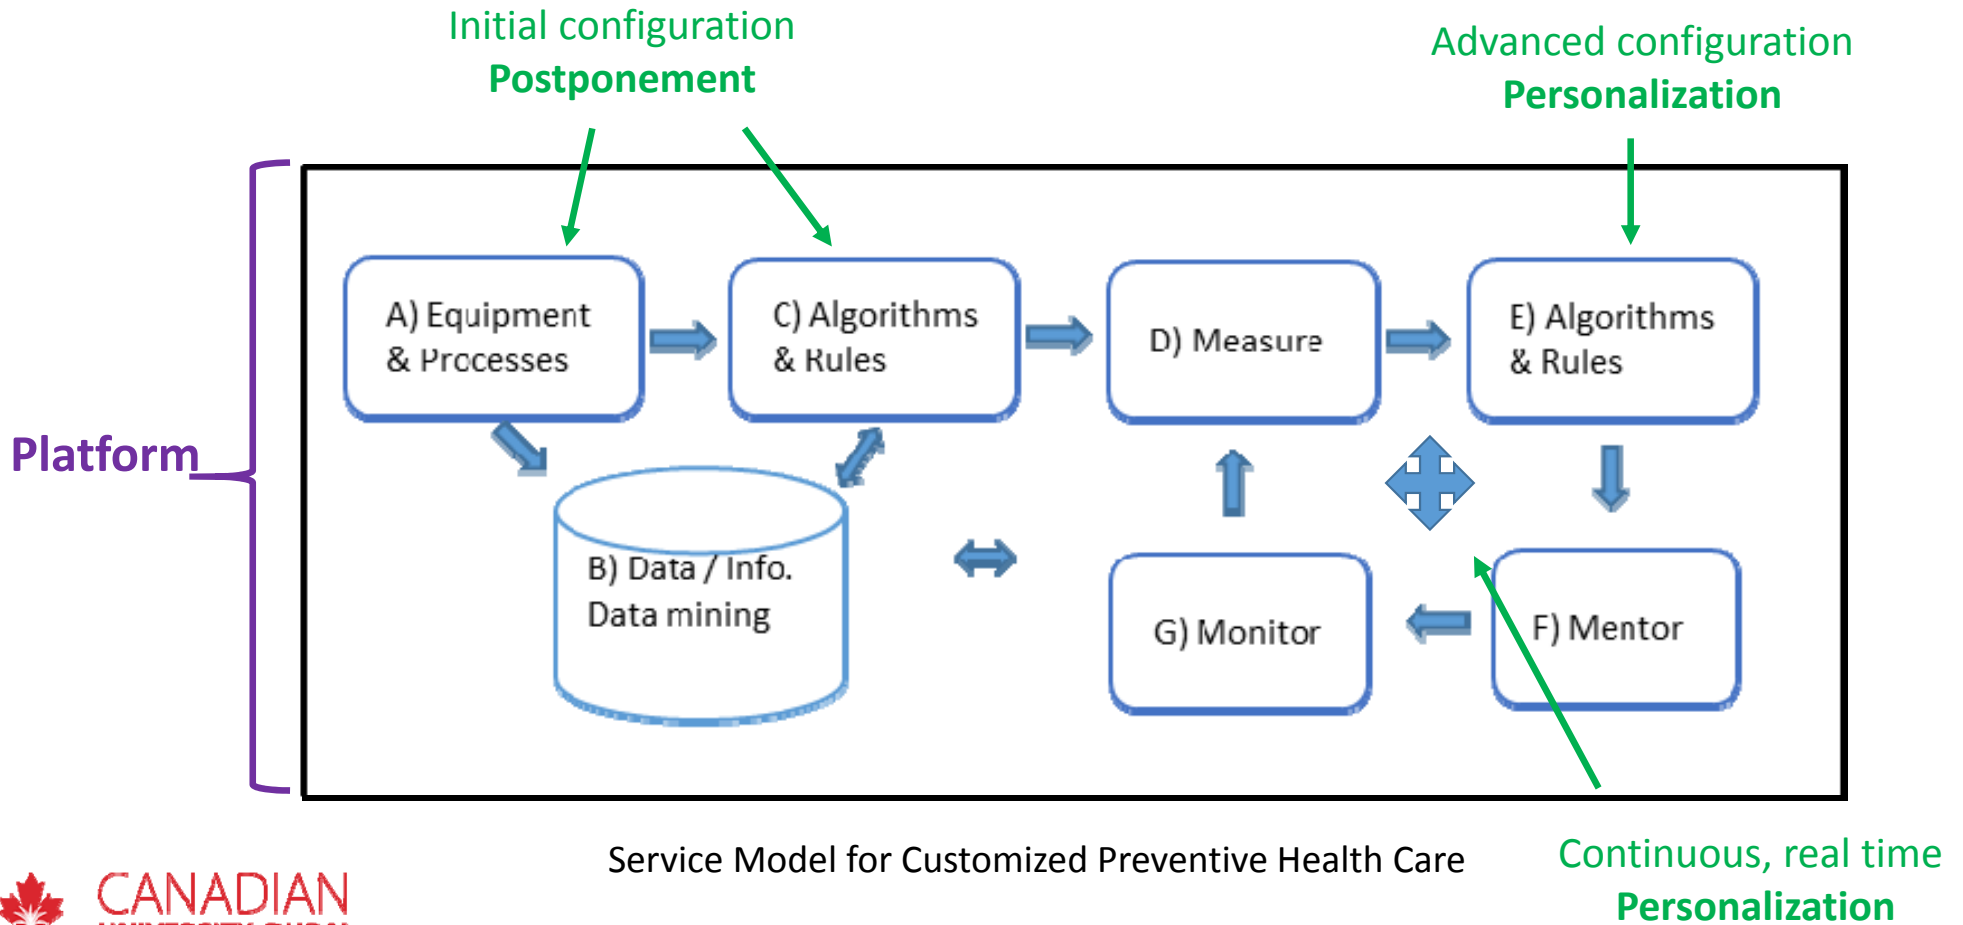 Initial configuration
Postponement
Advanced configuration
Personalization
Platform
A) Equipment
& Processes
C) Algorithms
& Rules
D) Measure
E) Algorithms
& Rules
B) Data / Info.
Data mining
G) Monitor
F) Mentor
Service Model for Customized Preventive Health Care
Continuous, real time
Personalization
CANADIAN